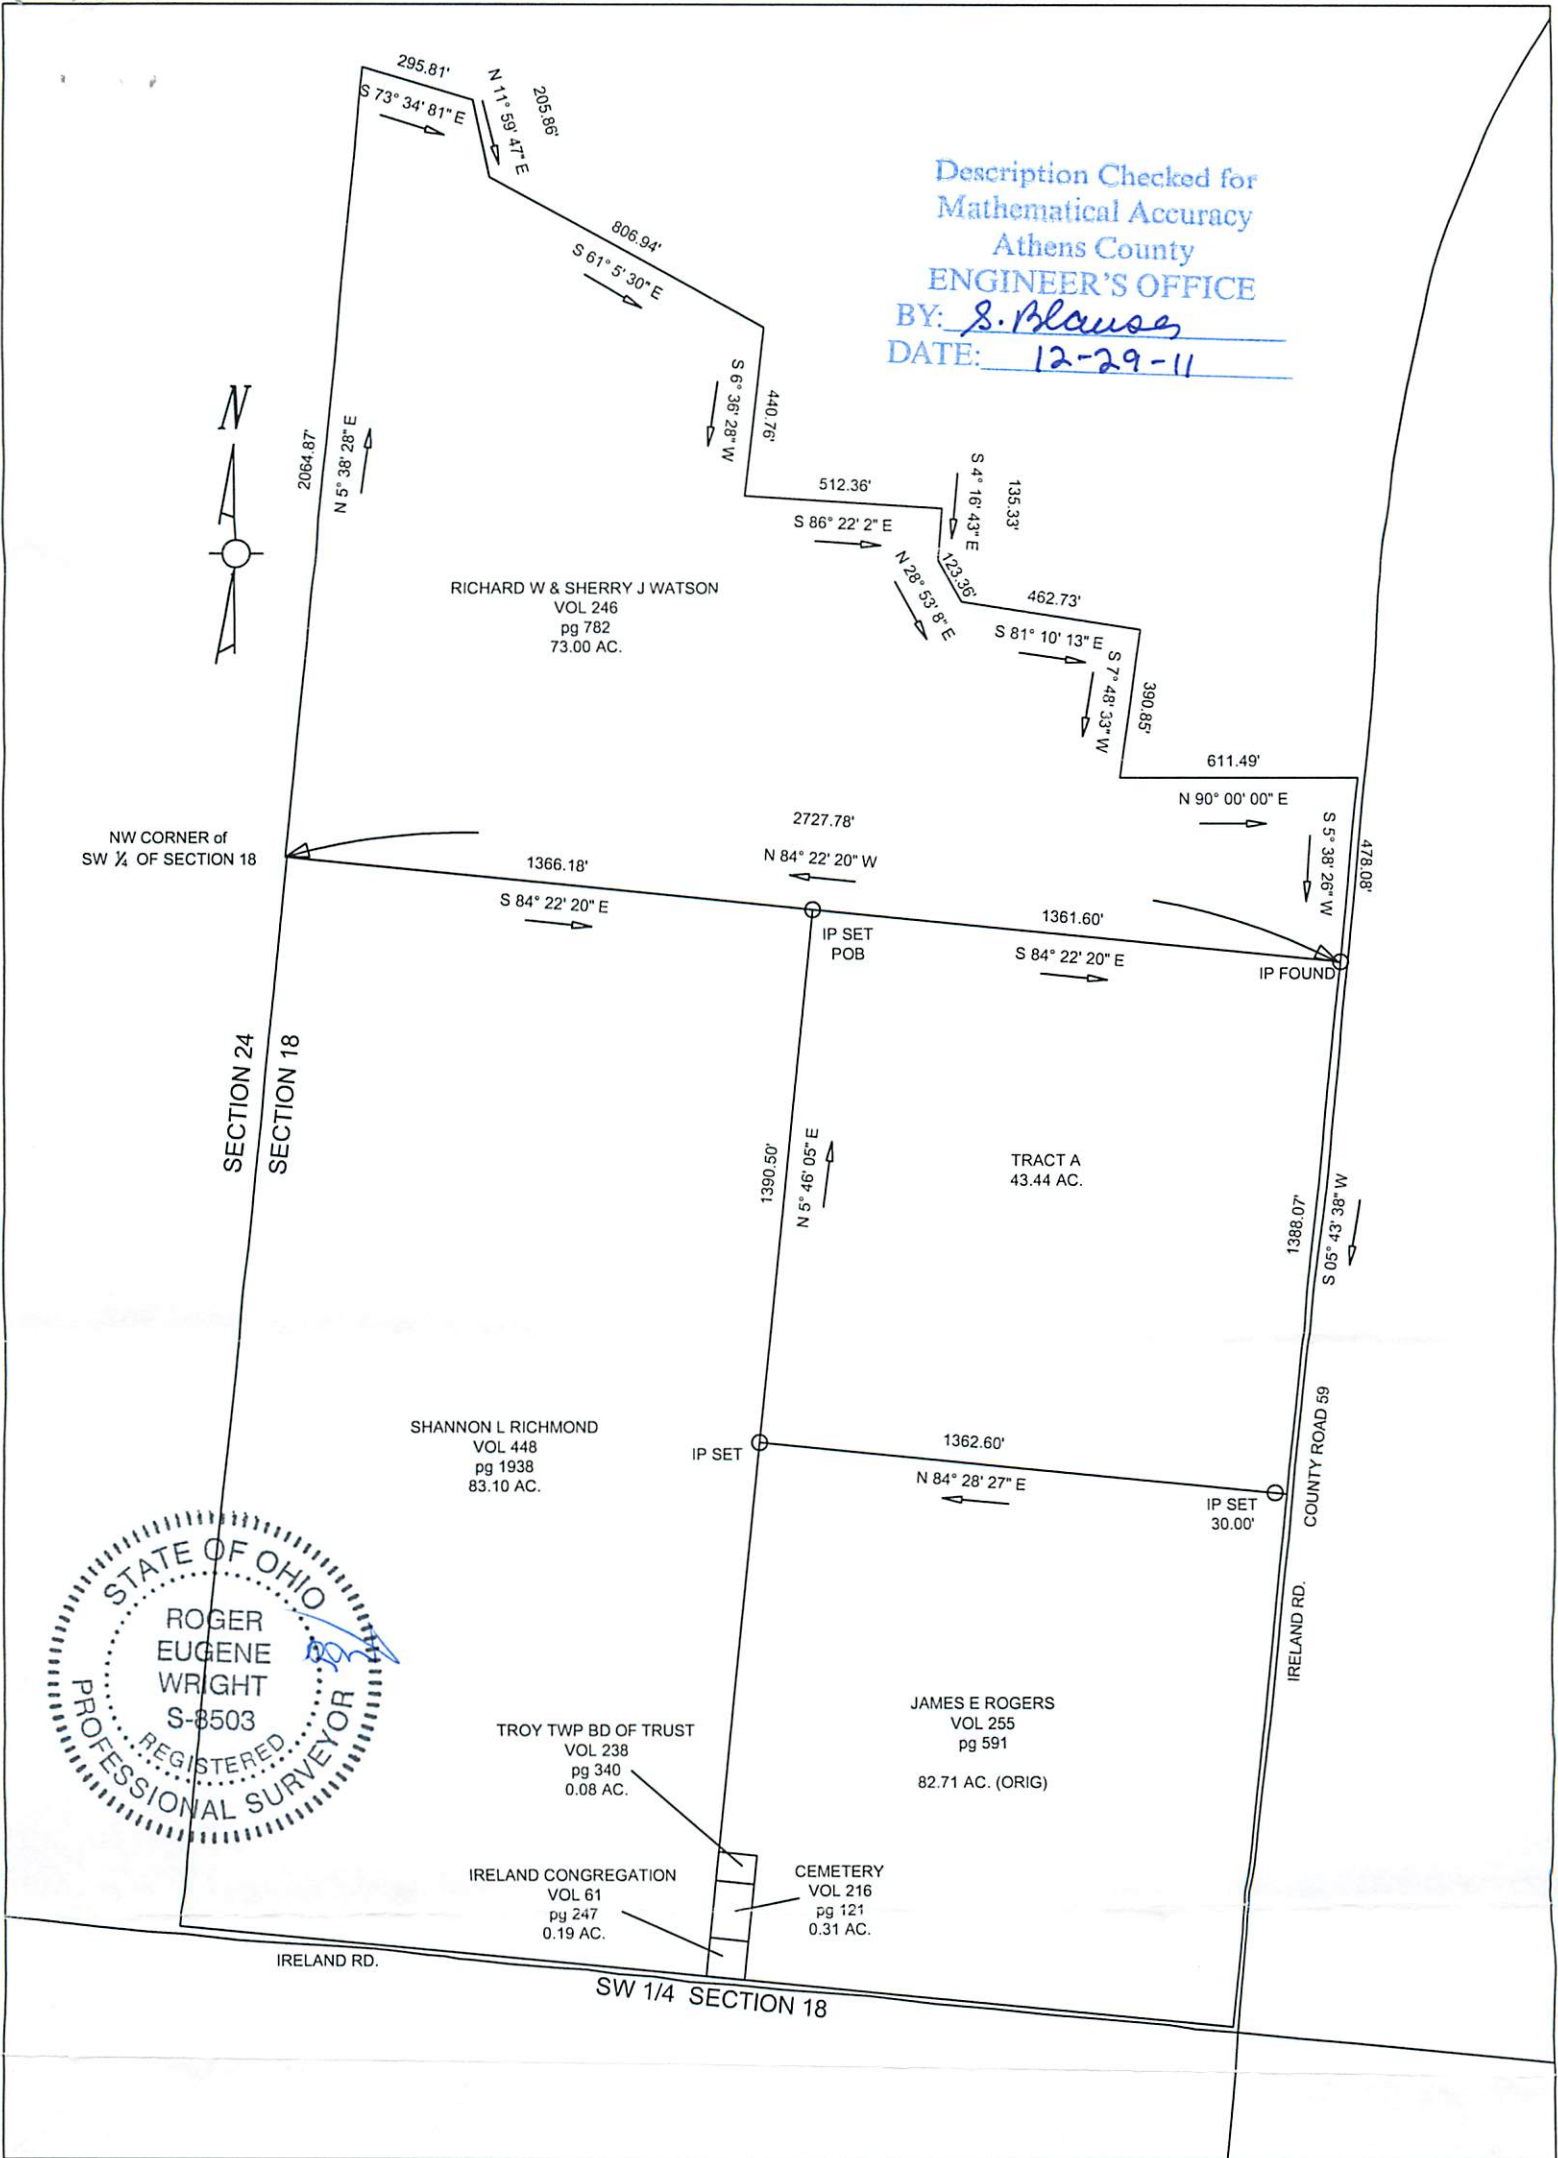 295.81'
S 73° 34' 81" E
N 11° 59' 47" E
205.86'
806.94'
S 61° 5' 30" E
Description Checked for
Mathematical Accuracy
Athens County
ENGINEER'S OFFICE
BY: S. Blauser
DATE: 12-29-11
N
2064.87'
N 5° 38' 28" E
S 6° 36' 28" W
440.76'
512.36'
S 86° 22' 2" E
S 4° 16' 43" E
135.33'
123.36'
N 28° 53' 8" E
462.73'
S 81° 10' 13" E
S 7° 48' 33" W
390.85'
RICHARD W & SHERRY J WATSON
VOL 246
pg 782
73.00 AC.
611.49'
N 90° 00' 00" E
S 5° 38' 26" W
478.08'
2727.78'
N 84° 22' 20" W
NW CORNER of
SW ¼ OF SECTION 18
1366.18'
S 84° 22' 20" E
IP SET
POB
1361.60'
S 84° 22' 20" E
IP FOUND
SECTION 24
SECTION 18
1390.50'
N 5° 46' 05" E
TRACT A
43.44 AC.
1388.07'
S 05° 43' 38" W
SHANNON L RICHMOND
VOL 448
pg 1938
83.10 AC.
IP SET
1362.60'
N 84° 28' 27" E
IP SET
30.00'
COUNTY ROAD 59
IRELAND RD.
STATE OF OHIO
ROGER
EUGENE
WRIGHT
S-8503
REGISTERED
PROFESSIONAL SURVEYOR
JAMES E ROGERS
VOL 255
pg 591
82.71 AC. (ORIG)
TROY TWP BD OF TRUST
VOL 238
pg 340
0.08 AC.
IRELAND CONGREGATION
VOL 61
pg 247
0.19 AC.
CEMETERY
VOL 216
pg 121
0.31 AC.
IRELAND RD.
SW 1/4 SECTION 18